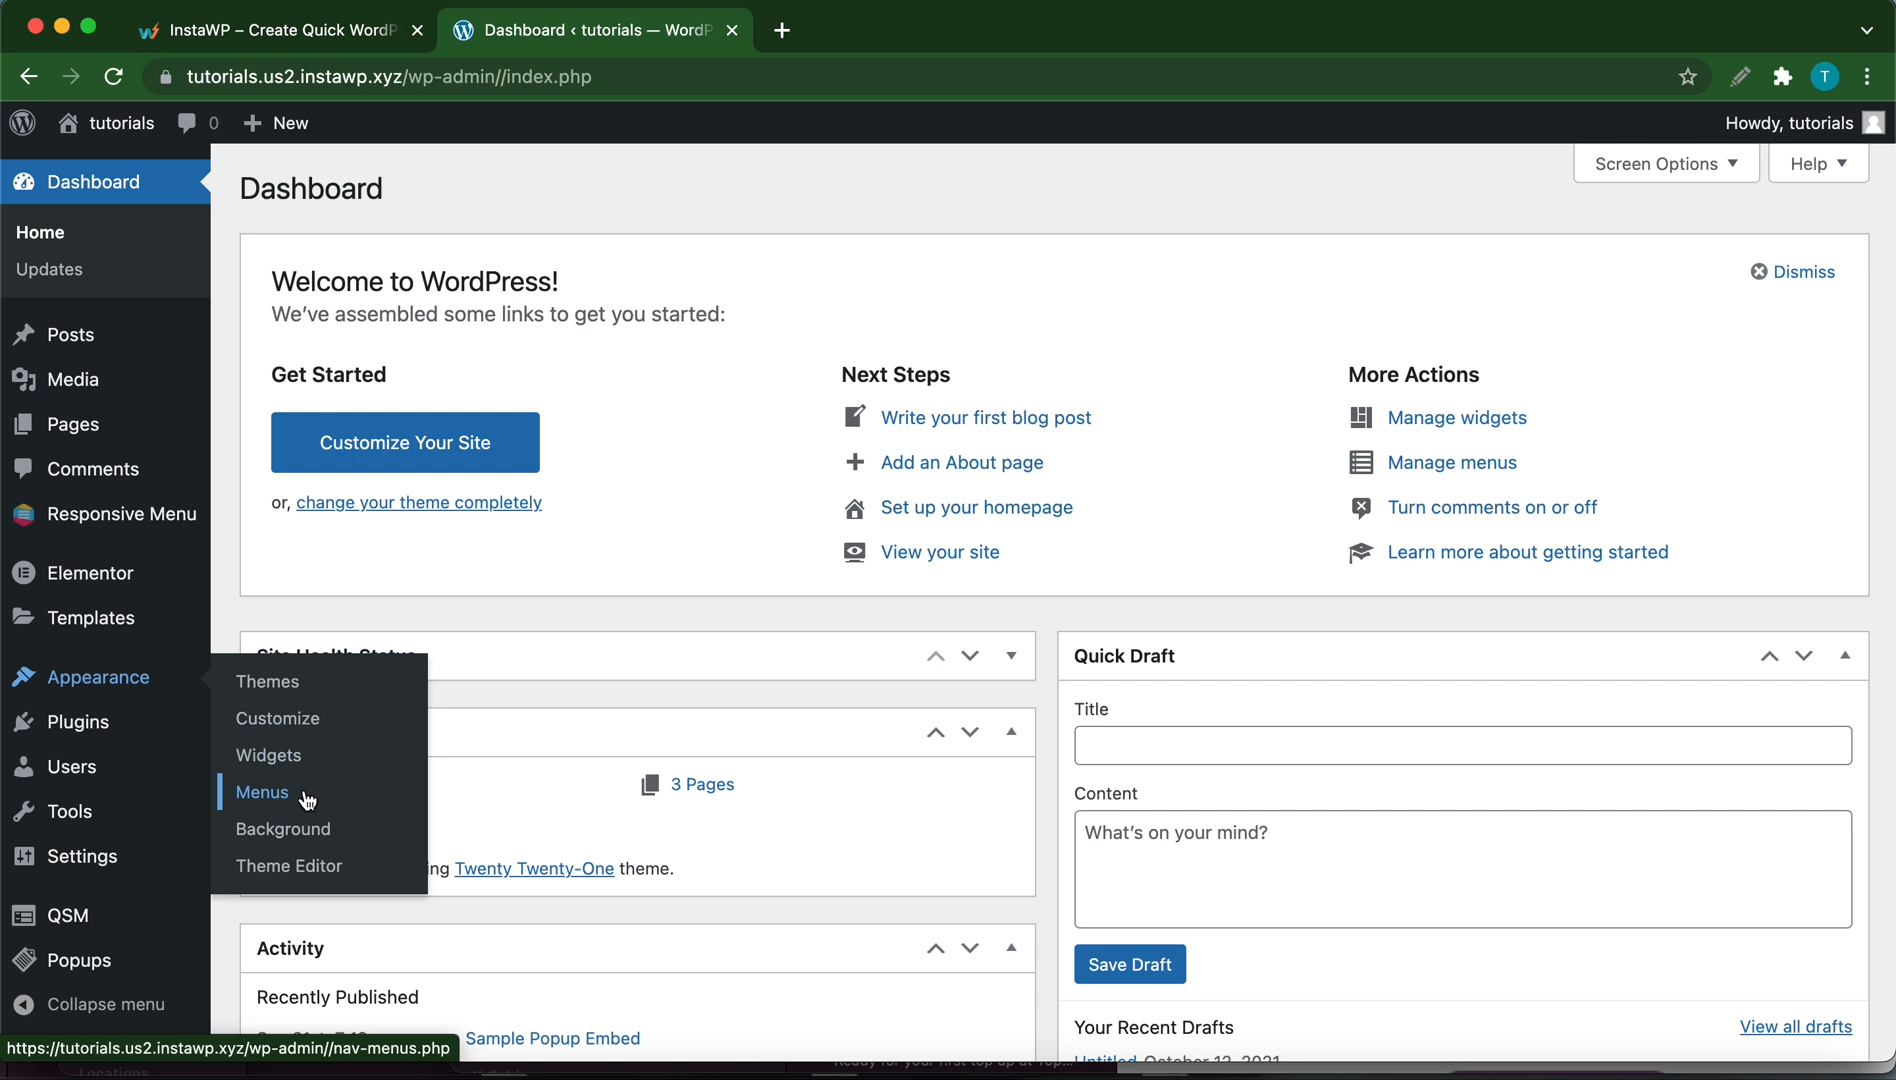 InstaWP – Create Quick WordP
Dashboard ‹ tutorials — WordP
tutorials.us2.instawp.xyz/wp-admin//index.php
T
tutorials
0
New
Howdy, tutorials
Dashboard
Home
Updates
Posts
Media
Pages
Comments
Responsive Menu
Elementor
Templates
Appearance
Plugins
Users
Tools
Settings
QSM
Popups
Collapse menu
Themes
Customize
Widgets
Menus
Background
Theme Editor
Screen Options
Help
Dashboard
Welcome to WordPress!
We've assembled some links to get you started:
Dismiss
Get Started
Customize Your Site
or, change your theme completely
Next Steps
Write your first blog post
Add an About page
Set up your homepage
View your site
More Actions
Manage widgets
Manage menus
Turn comments on or off
Learn more about getting started
Site Health Status
3 Pages
ing Twenty Twenty-One theme.
Activity
Recently Published
Sample Popup Embed
Quick Draft
Title
Content
What's on your mind?
Save Draft
Your Recent Drafts
View all drafts
Untitled October 12, 2021
https://tutorials.us2.instawp.xyz/wp-admin//nav-menus.php
Locations